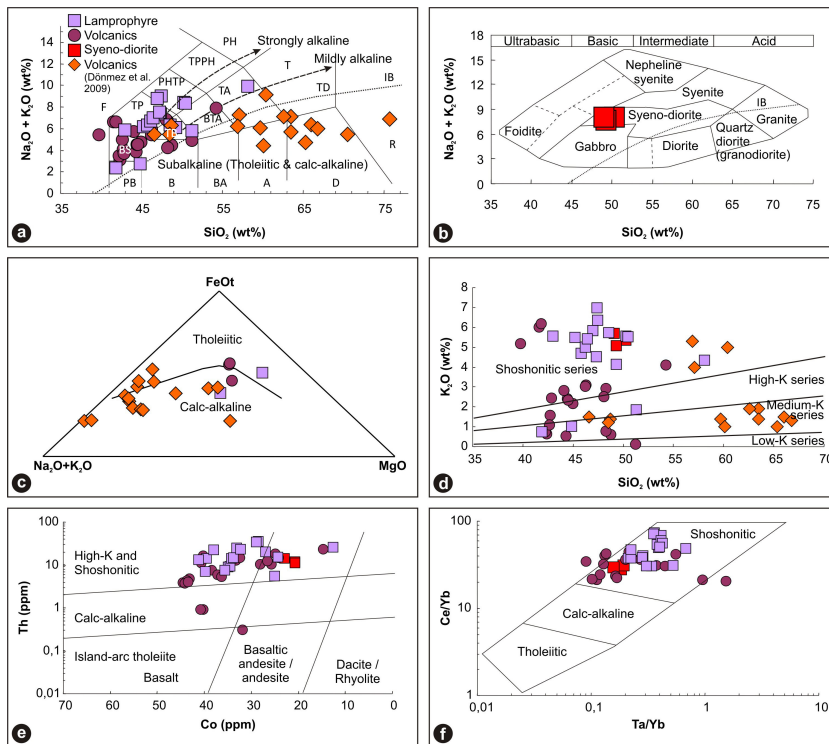 Lamprophyre
Volcanics
Syeno-diorite
Volcanics
(Dönmez et al.
2009)
Na₂O + K₂O (wt%)
14
12
10
8
6
4
2
0
35
45
55
65
75
SiO₂ (wt%)
PH
Strongly alkaline
TPPH
T
Mildly alkaline
PHTP
TA
IB
TD
F
TP
BTA
TB
BS
R
Subalkaline (Tholeiitic & calc-alkaline)
PB
B
BA
A
D
a
Ultrabasic
Basic
Intermediate
Acid
Na₂O + K₂O (wt%)
18
15
12
9
6
3
0
35
40
45
50
55
60
65
70
75
SiO₂ (wt%)
Nepheline
syenite
Syenite
Syeno-diorite
IB
Granite
Foidite
Quartz
diorite
(granodiorite)
Gabbro
Diorite
b
FeOt
Tholeiitic
Calc-alkaline
Na₂O+K₂O
MgO
c
K₂O (wt%)
8
7
6
5
4
3
2
1
0
35
40
45
50
55
60
65
70
SiO₂ (wt%)
Shoshonitic series
High-K series
Medium-K
series
Low-K series
d
Th (ppm)
100
10
1
0,1
0,01
70
60
50
40
30
20
10
0
Co (ppm)
High-K and
Shoshonitic
Calc-alkaline
Island-arc tholeiite
Basalt
Basaltic
andesite /
andesite
Dacite /
Rhyolite
e
Ce/Yb
100
10
1
0,01
0,1
1
10
Ta/Yb
Shoshonitic
Calc-alkaline
Tholeiitic
f